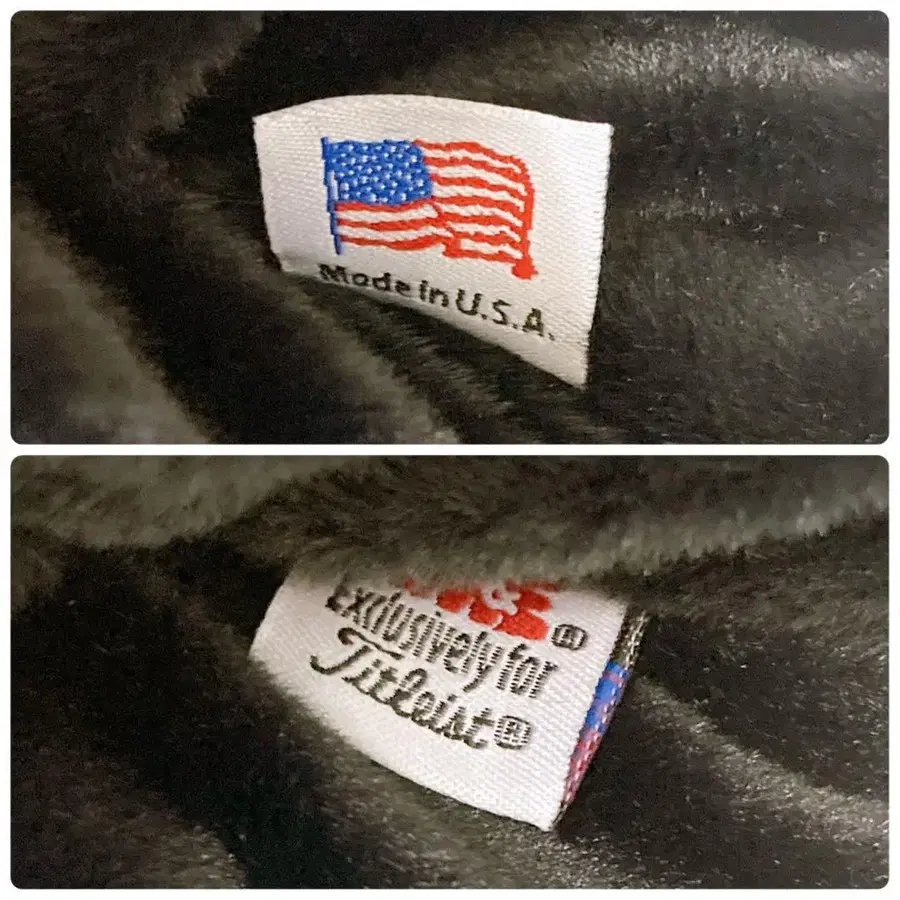 Made in U.S.A.
®
Exclusively for
Titleist®